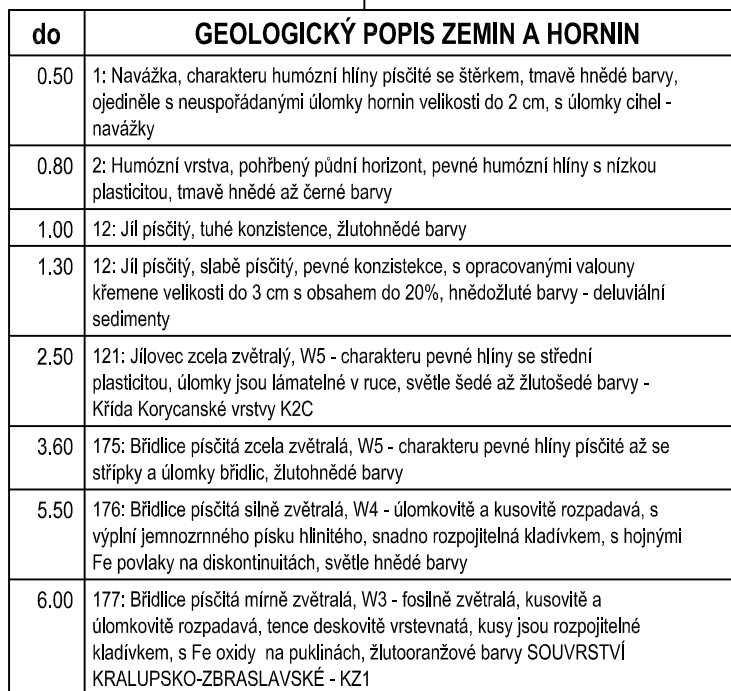 do GEOLOGICKÝ POPIS ZEMIN A HORNIN
0.50 1: Navážka, charakteru humózní hlíny písčité se štěrkem, tmavě hnědé barvy,
ojediněle s neuspořádanými úlomky hornin velikosti do 2 cm, s úlomky cihel -
navážky
0.80 2: Humózní vrstva, pohřbený půdní horizont, pevné humózní hlíny s nízkou
plasticitou, tmavě hnědé až černé barvy
1.00 12: Jíl písčitý, tuhé konzistence, žlutohnědé barvy
1.30 12: Jíl písčitý, slabě písčitý, pevné konzistekce, s opracovanými valouny
křemene velikosti do 3 cm s obsahem do 20%, hnědožluté barvy - deluviální
sedimenty
2.50 121: Jílovec zcela zvětralý, W5 - charakteru pevné hlíny se střední
plasticitou, úlomky jsou lámatelné v ruce, světle šedé až žlutošedé barvy -
Křída Korycanské vrstvy K2C
3.60 175: Břidlice písčitá zcela zvětralá, W5 - charakteru pevné hlíny písčité až se
střípky a úlomky břidlic, žlutohnědé barvy
5.50 176: Břidlice písčitá silně zvětralá, W4 - úlomkovitě a kusovitě rozpadavá, s
výplní jemnozrnného písku hlinitého, snadno rozpojitelná kladívkem, s hojnými
Fe povlaky na diskontinuitách, světle hnědé barvy
6.00 177: Břidlice písčitá mírně zvětralá, W3 - fosilně zvětralá, kusovitě a
úlomkovitě rozpadavá, tence deskovitě vrstevnatá, kusy jsou rozpojitelné
kladívkem, s Fe oxidy na puklinách, žlutooranžové barvy SOUVRSTVÍ
KRALUPSKO-ZBRASLAVSKÉ - KZ1